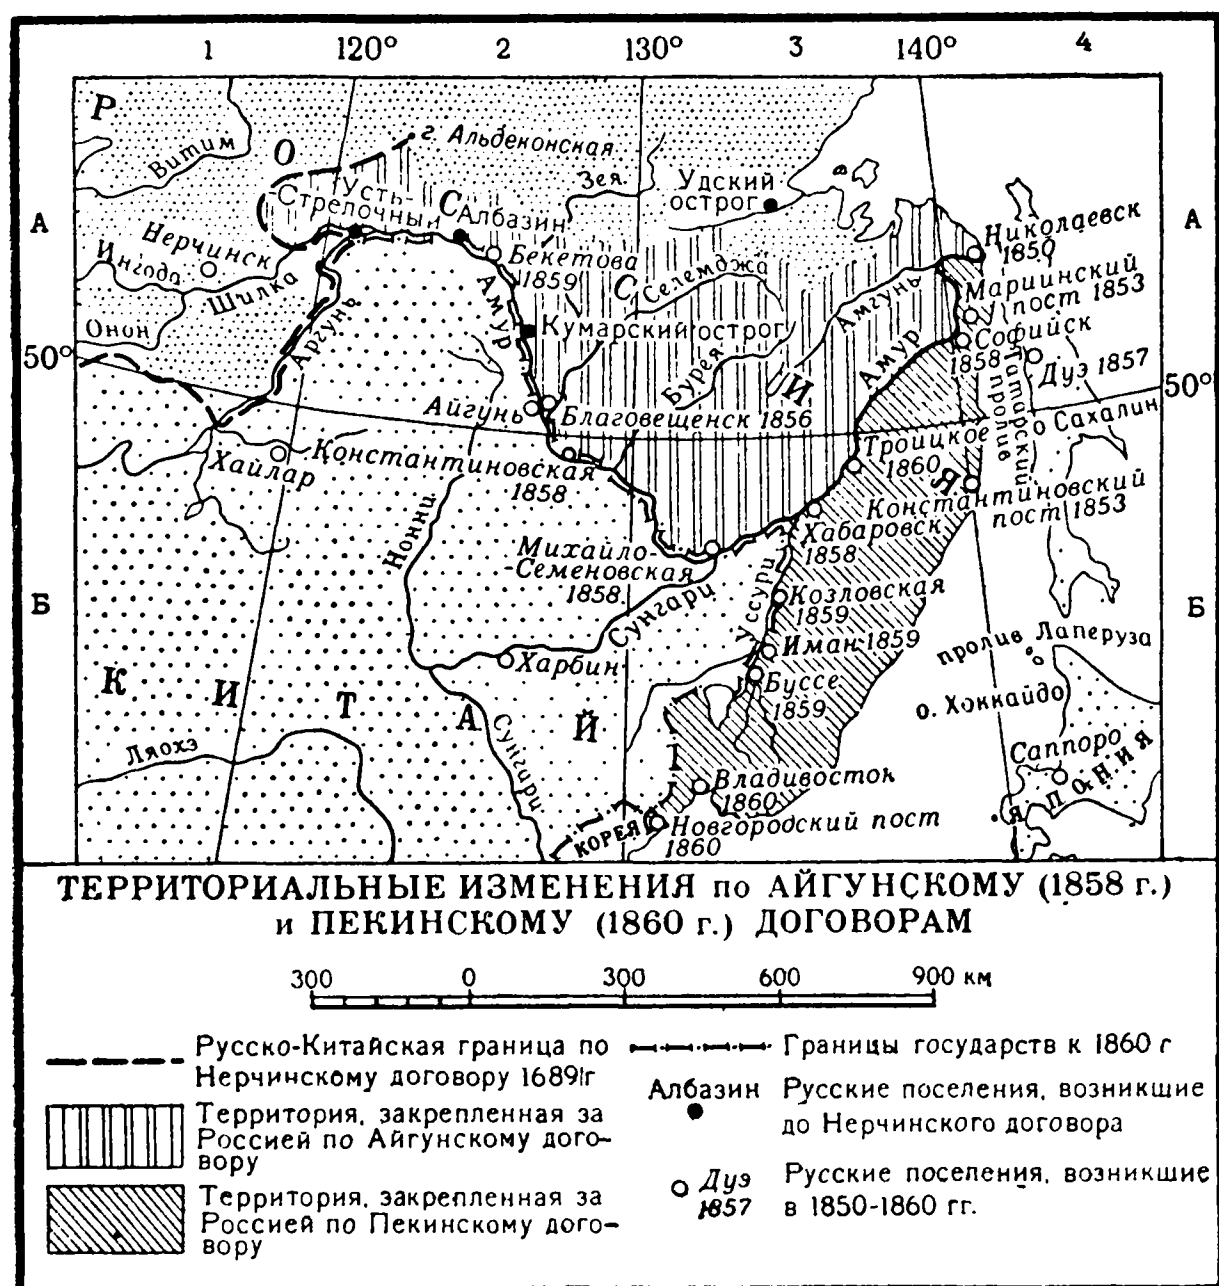 1 120° 2 130° 3 140° 4
Р
О
С
С
И
Я
А
А
г. Альдеконская
Витим
Зея
Удский
острог
Усть-
Стрелочный
Албазин
Нерчинск
Ингода
Шилка
Онон
Аргунь
Бекетова
1859
Амур
Селемджа
Кумарский острог
Бурея
Амгунь
Амур
Николаевск
1850
Мариинский
пост 1853
Софийск
1858
Дуэ 1857
Татарский
пролив
о Сахалин
50°
50°
Айгунь
Благовещенск 1856
Хайлар
Константиновская
1858
Троицкое
1860
Константиновский
пост 1853
Нонни
Хабаровск
1858
Михайло-
Семеновская
1858
Сунгари
Уссури
Козловская
1859
Иман 1859
Буссе
1859
Б
Б
Харбин
К И Т А Й
Ляохэ
Сунгари
пролив Лаперуза
о. Хоккайдо
Саппоро
ЯПОНИЯ
Владивосток
1860
КОРЕЯ
Новгородский пост
1860
ТЕРРИТОРИАЛЬНЫЕ ИЗМЕНЕНИЯ по АЙГУНСКОМУ (1858 г.)
и ПЕКИНСКОМУ (1860 г.) ДОГОВОРАМ
300 0 300 600 900 км
Русско-Китайская граница по
Нерчинскому договору 1689 г
Территория, закрепленная за
Россией по Айгунскому дого-
вору
Территория, закрепленная за
Россией по Пекинскому дого-
вору
Границы государств к 1860 г
Албазин
Русские поселения, возникшие
до Нерчинского договора
Дуэ
1857
Русские поселения, возникшие
в 1850-1860 гг.